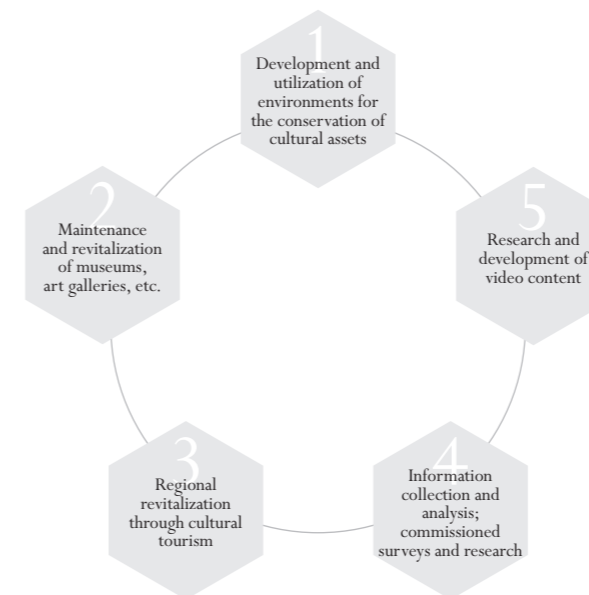 1
Development and
utilization of
environments for
the conservation of
cultural assets
2
Maintenance
and revitalization
of museums,
art galleries, etc.
3
Regional
revitalization
through cultural
tourism
4
Information
collection and
analysis;
commissioned
surveys and research
5
Research and
development of
video content